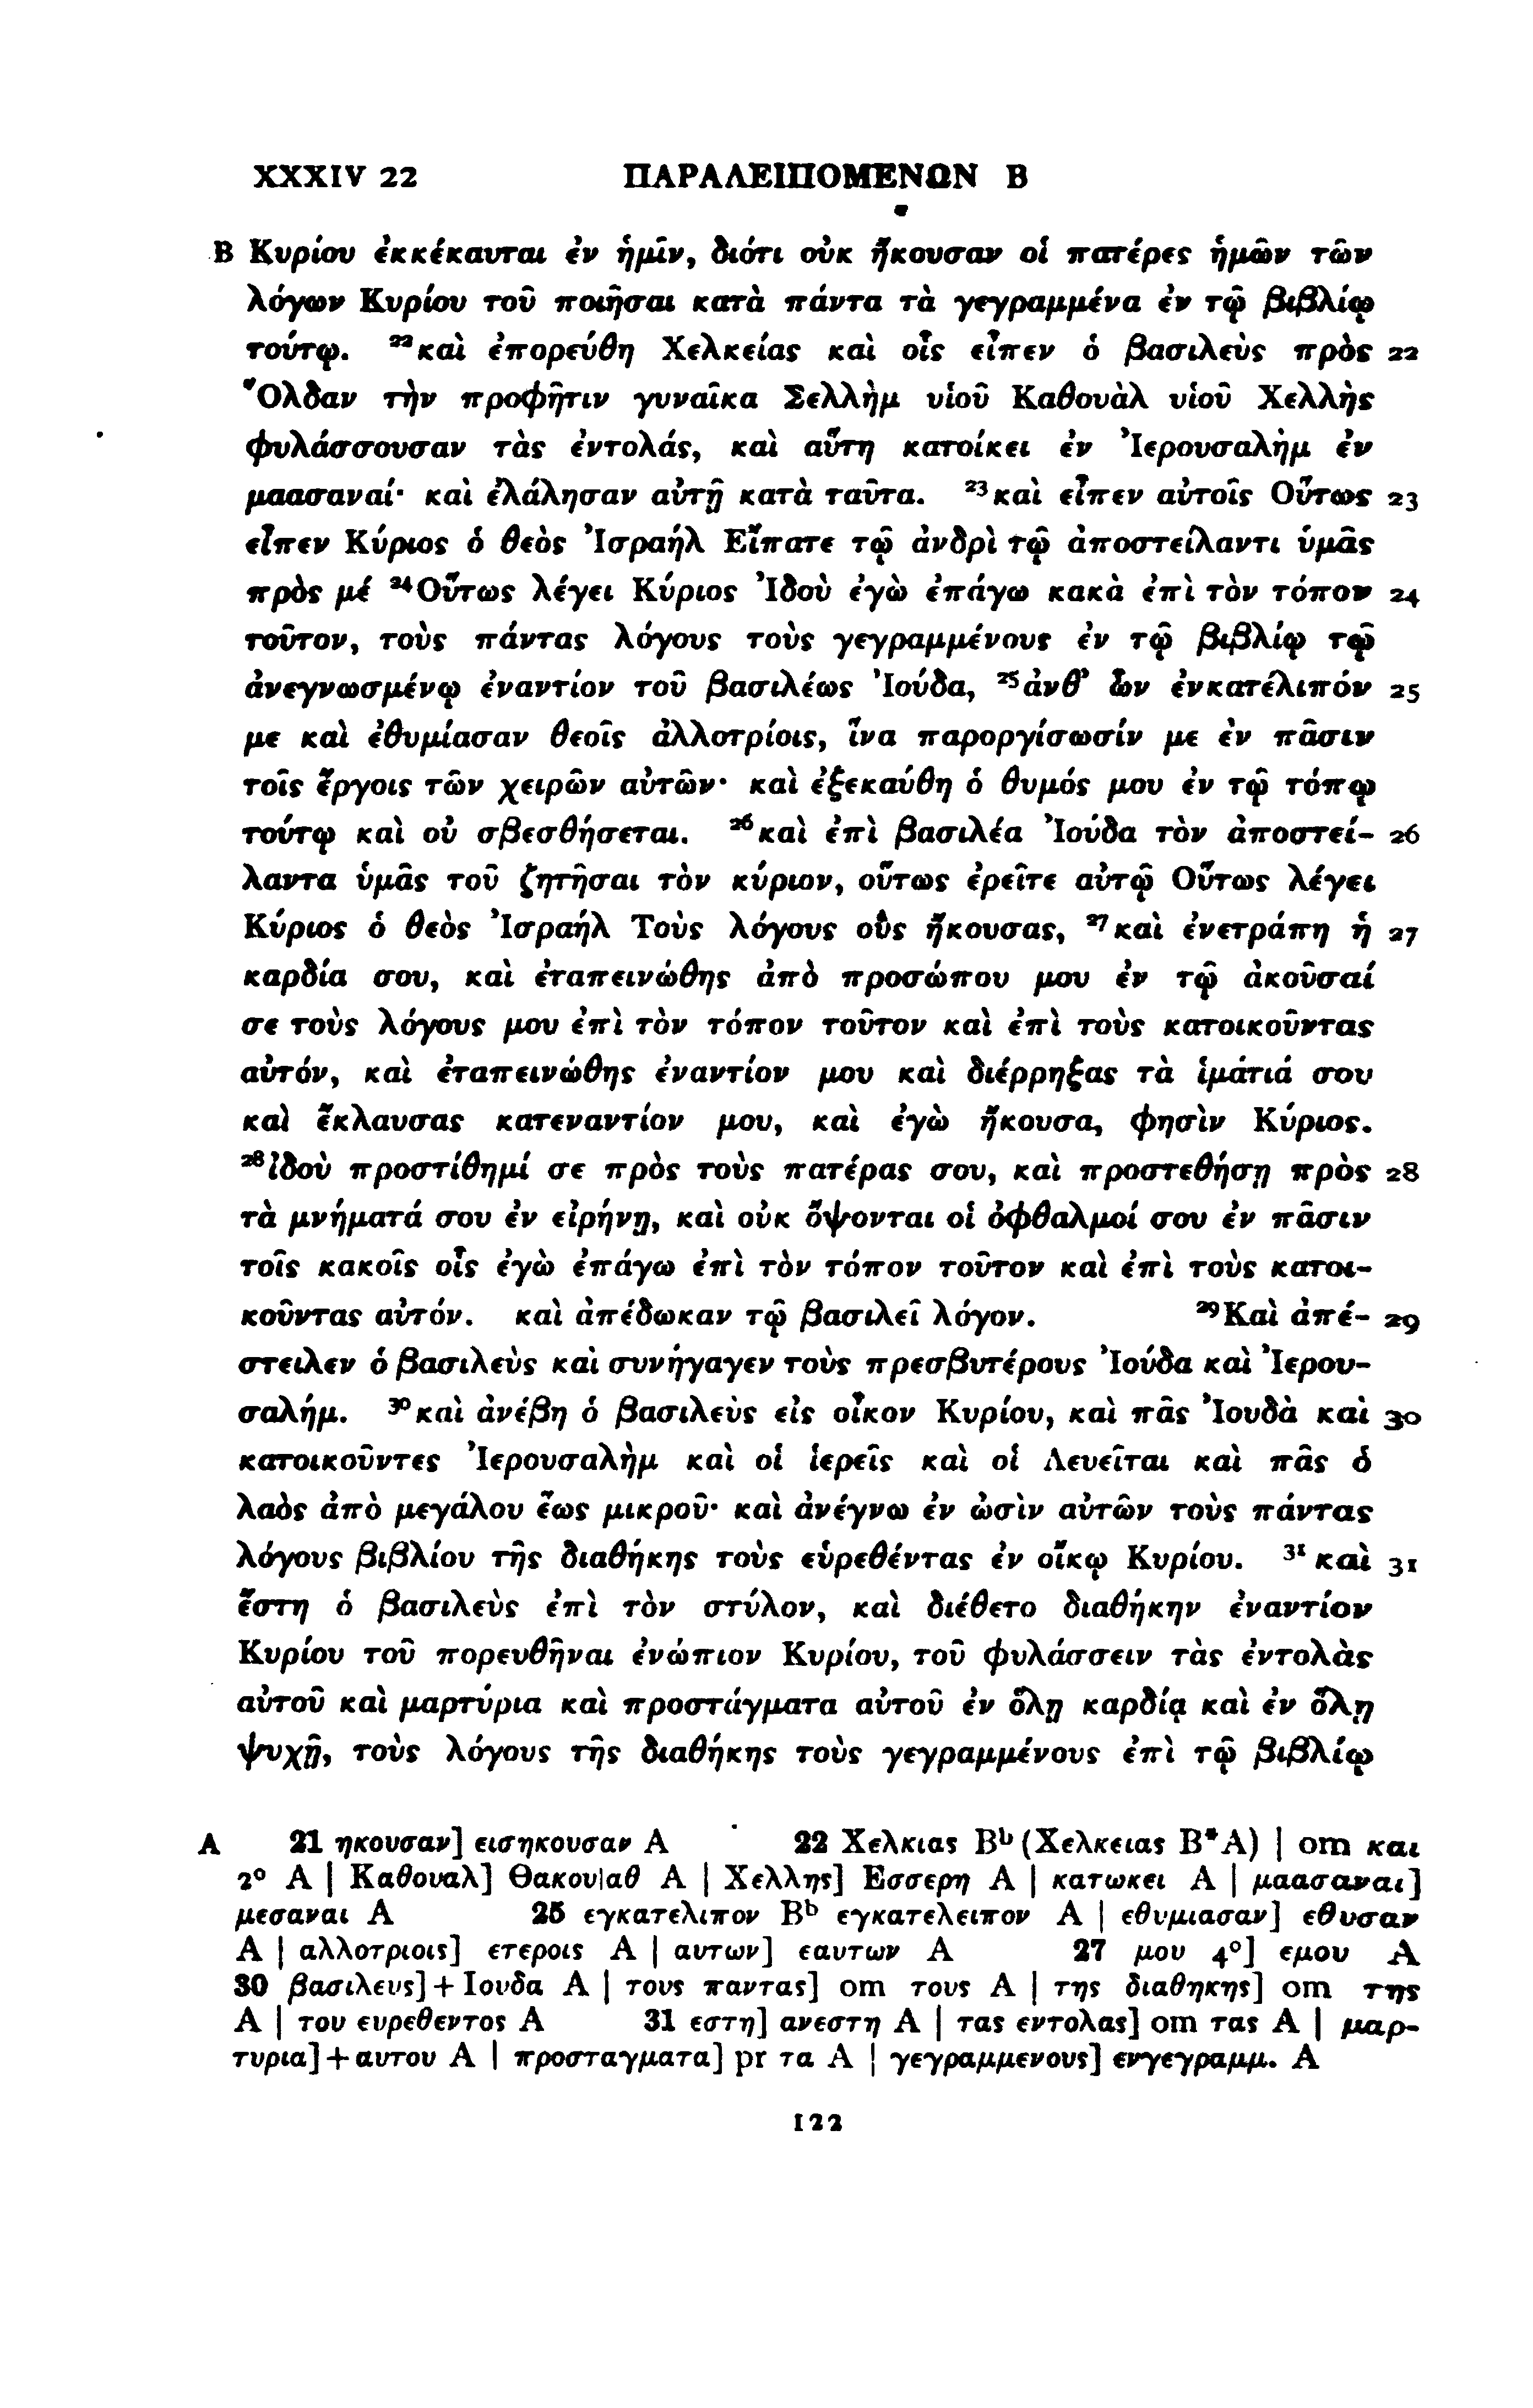 XXXIV 22 ΠΑΡΑΛΕΙΠΟΜΕΝΩΝ Β
B Κυρίου ἐκκέκαυται ἐν ἡμῖν, διότι οὐκ ἤκουσαν οἱ πατέρες ἡμῶν τῶν
λόγων Κυρίου τοῦ ποιῆσαι κατὰ πάντα τὰ γεγραμμένα ἐν τῷ βιβλίῳ
τούτῳ. ²²καὶ ἐπορεύθη Χελκείας καὶ οἷς εἶπεν ὁ βασιλεὺς πρὸς 22
Ὅλδαν τὴν προφῆτιν γυναῖκα Σελλὴμ υἱοῦ Καθουὰλ υἱοῦ Χελλὴς
φυλάσσουσαν τὰς ἐντολάς, καὶ αὕτη κατοίκει ἐν Ἰερουσαλὴμ ἐν
μαασαναί· καὶ ἐλάλησαν αὐτῇ κατὰ ταῦτα. ²³καὶ εἶπεν αὐτοῖς Οὕτως 23
εἶπεν Κύριος ὁ θεὸς Ἰσραήλ Εἴπατε τῷ ἀνδρὶ τῷ ἀποστείλαντι ὑμᾶς
πρὸς μέ ²⁴Οὕτως λέγει Κύριος Ἰδοὺ ἐγὼ ἐπάγω κακὰ ἐπὶ τὸν τόπον 24
τοῦτον, τοὺς πάντας λόγους τοὺς γεγραμμένους ἐν τῷ βιβλίῳ τῷ
ἀνεγνωσμένῳ ἐναντίον τοῦ βασιλέως Ἰούδα, ²⁵ἀνθ’ ὧν ἐνκατέλιπόν 25
με καὶ ἐθυμίασαν θεοῖς ἀλλοτρίοις, ἵνα παροργίσωσίν με ἐν πᾶσιν
τοῖς ἔργοις τῶν χειρῶν αὐτῶν· καὶ ἐξεκαύθη ὁ θυμός μου ἐν τῷ τόπῳ
τούτῳ καὶ οὐ σβεσθήσεται. ²⁶καὶ ἐπὶ βασιλέα Ἰούδα τὸν ἀποστεί- 26
λαντα ὑμᾶς τοῦ ζητῆσαι τὸν κύριον, οὕτως ἐρεῖτε αὐτῷ Οὕτως λέγει
Κύριος ὁ θεὸς Ἰσραήλ Τοὺς λόγους οὓς ἤκουσας, ²⁷καὶ ἐνετράπη ἡ 27
καρδία σου, καὶ ἐταπεινώθης ἀπὸ προσώπου μου ἐν τῷ ἀκοῦσαί
σε τοὺς λόγους μου ἐπὶ τὸν τόπον τοῦτον καὶ ἐπὶ τοὺς κατοικοῦντας
αὐτόν, καὶ ἐταπεινώθης ἐναντίον μου καὶ διέρρηξας τὰ ἱμάτιά σου
καὶ ἔκλαυσας κατεναντίον μου, καὶ ἐγὼ ἤκουσα, φησὶν Κύριος.
²⁸ἰδοὺ προστίθημί σε πρὸς τοὺς πατέρας σου, καὶ προστεθήσῃ πρὸς 28
τὰ μνήματά σου ἐν εἰρήνῃ, καὶ οὐκ ὄψονται οἱ ὀφθαλμοί σου ἐν πᾶσιν
τοῖς κακοῖς οἷς ἐγὼ ἐπάγω ἐπὶ τὸν τόπον τοῦτον καὶ ἐπὶ τοὺς κατοι-
κοῦντας αὐτόν. καὶ ἀπέδωκαν τῷ βασιλεῖ λόγον. ²⁹Καὶ ἀπέ- 29
στειλεν ὁ βασιλεὺς καὶ συνήγαγεν τοὺς πρεσβυτέρους Ἰούδα καὶ Ἰερου-
σαλήμ. ³⁰καὶ ἀνέβη ὁ βασιλεὺς εἰς οἶκον Κυρίου, καὶ πᾶς Ἰουδὰ καὶ 30
κατοικοῦντες Ἰερουσαλὴμ καὶ οἱ ἱερεῖς καὶ οἱ Λευεῖται καὶ πᾶς ὁ
λαὸς ἀπὸ μεγάλου ἕως μικροῦ· καὶ ἀνέγνω ἐν ὠσὶν αὐτῶν τοὺς πάντας
λόγους βιβλίου τῆς διαθήκης τοὺς εὑρεθέντας ἐν οἴκῳ Κυρίου. ³¹καὶ 31
ἔστη ὁ βασιλεὺς ἐπὶ τὸν στύλον, καὶ διέθετο διαθήκην ἐναντίον
Κυρίου τοῦ πορευθῆναι ἐνώπιον Κυρίου, τοῦ φυλάσσειν τὰς ἐντολὰς
αὐτοῦ καὶ μαρτύρια καὶ προστάγματα αὐτοῦ ἐν ὅλῃ καρδίᾳ καὶ ἐν ὅλῃ
ψυχῇ, τοὺς λόγους τῆς διαθήκης τοὺς γεγραμμένους ἐπὶ τῷ βιβλίῳ
A 21 ηκουσαν] εισηκουσαν A 22 Χελκιας Bᵇ (Χελκειας B*A) | om και
2° A | Καθουαλ] Θακουιαθ A | Χελλης] Εσσερη A | κατωκει A | μαασαναι]
μεσαναι A 25 εγκατελιπον Bᵇ εγκατελειπον A | εθυμιασαν] εθυσαν
A | αλλοτριοις] ετεροις A | αυτων] εαυτων A 27 μου 4°] εμου A
30 βασιλευς] + Ιουδα A | τους παντας] om τους A | της διαθηκης] om της
A | του ευρεθεντος A 31 εστη] ανεστη A | τας εντολας] om τας A | μαρ-
τυρια] + αυτου A | προσταγματα] pr τα A | γεγραμμενους] ενγεγραμμ. A
122